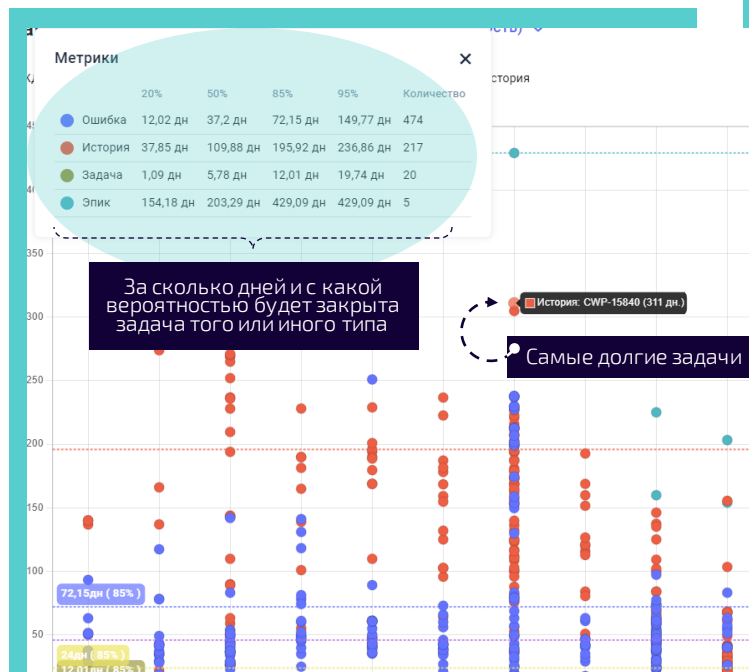 ость)
Метрики
стория
20% 50% 85% 95% Количество
Ошибка 12,02 дн 37,2 дн 72,15 дн 149,77 дн 474
История 37,85 дн 109,88 дн 195,92 дн 236,86 дн 217
Задача 1,09 дн 5,78 дн 12,01 дн 19,74 дн 20
Эпик 154,18 дн 203,29 дн 429,09 дн 429,09 дн 5
350
За сколько дней и с какой
вероятностью будет закрыта
задача того или иного типа
История: CWP-15840 (311 дн.)
300
Самые долгие задачи
250
200
150
100
72,15дн ( 85% )
50
24дн ( 85% )
12,01дн ( 85% )